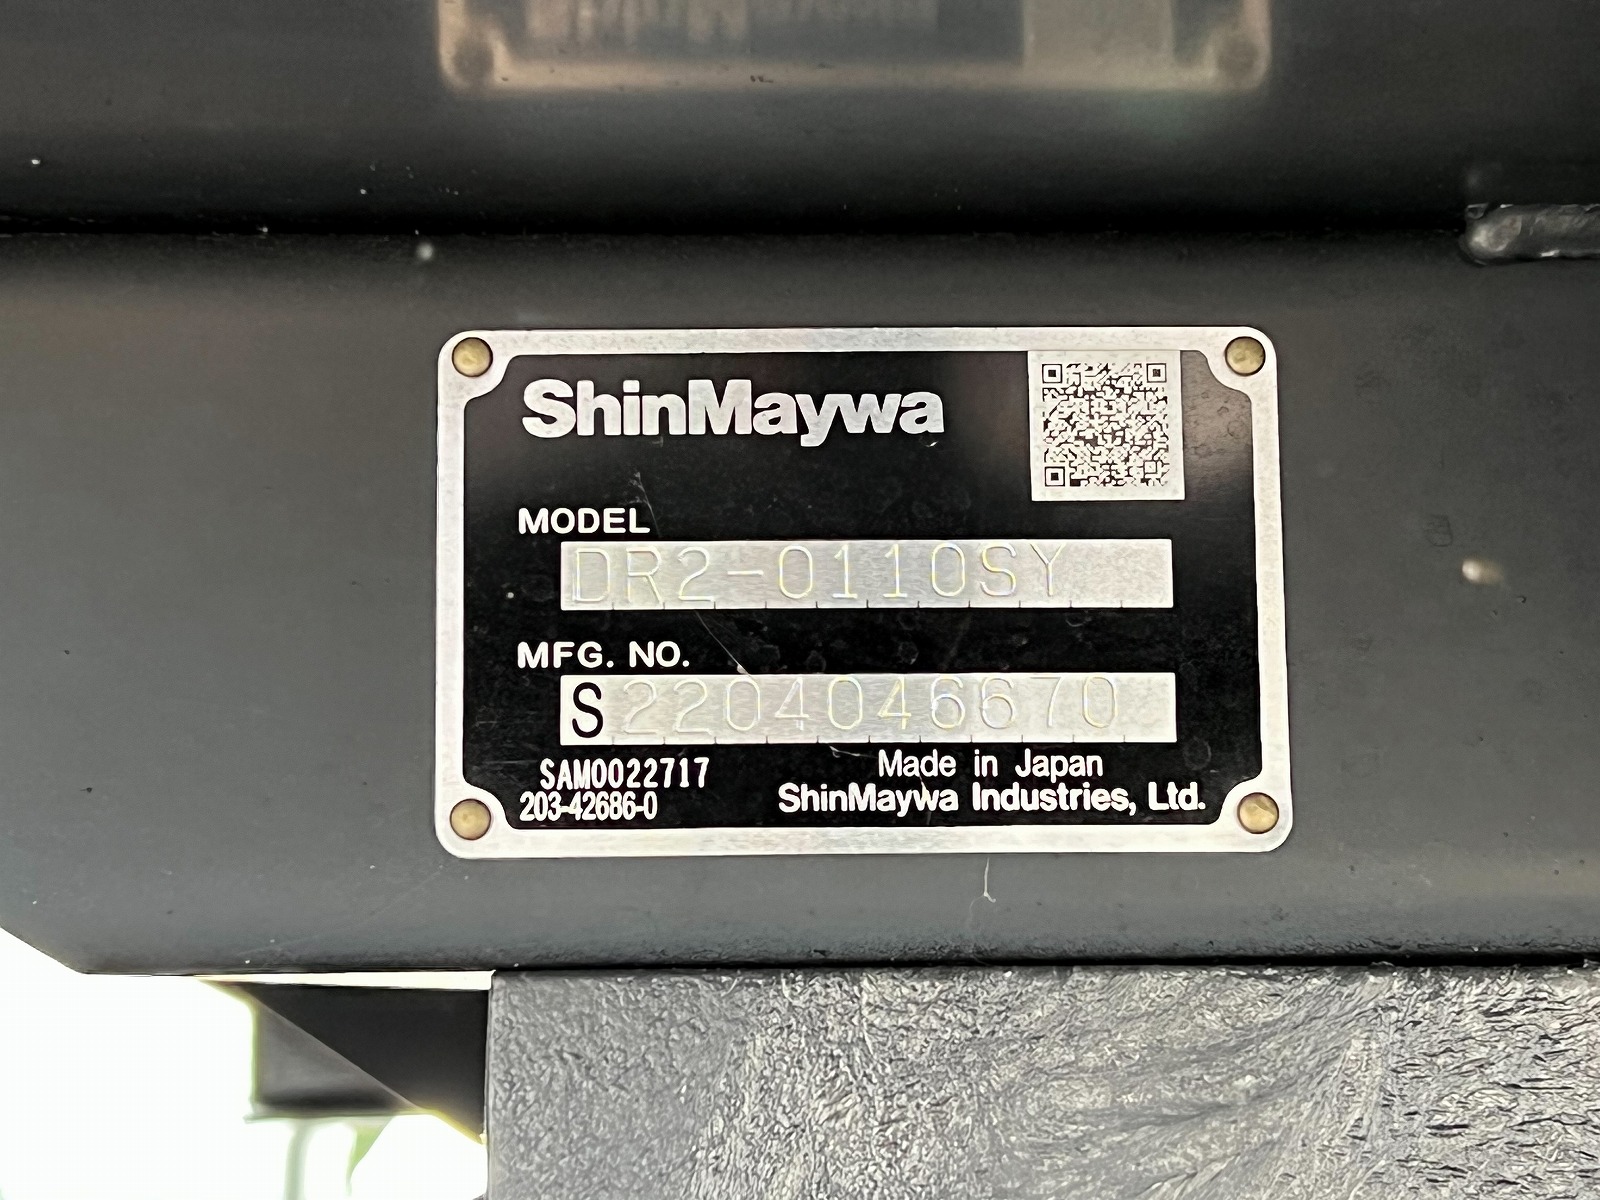 ShinMaywa
MODEL
DR2-0110SY
MFG. NO.
S2204046670
SAM0022717
203-42686-0
Made in Japan
ShinMaywa Industries, Ltd.